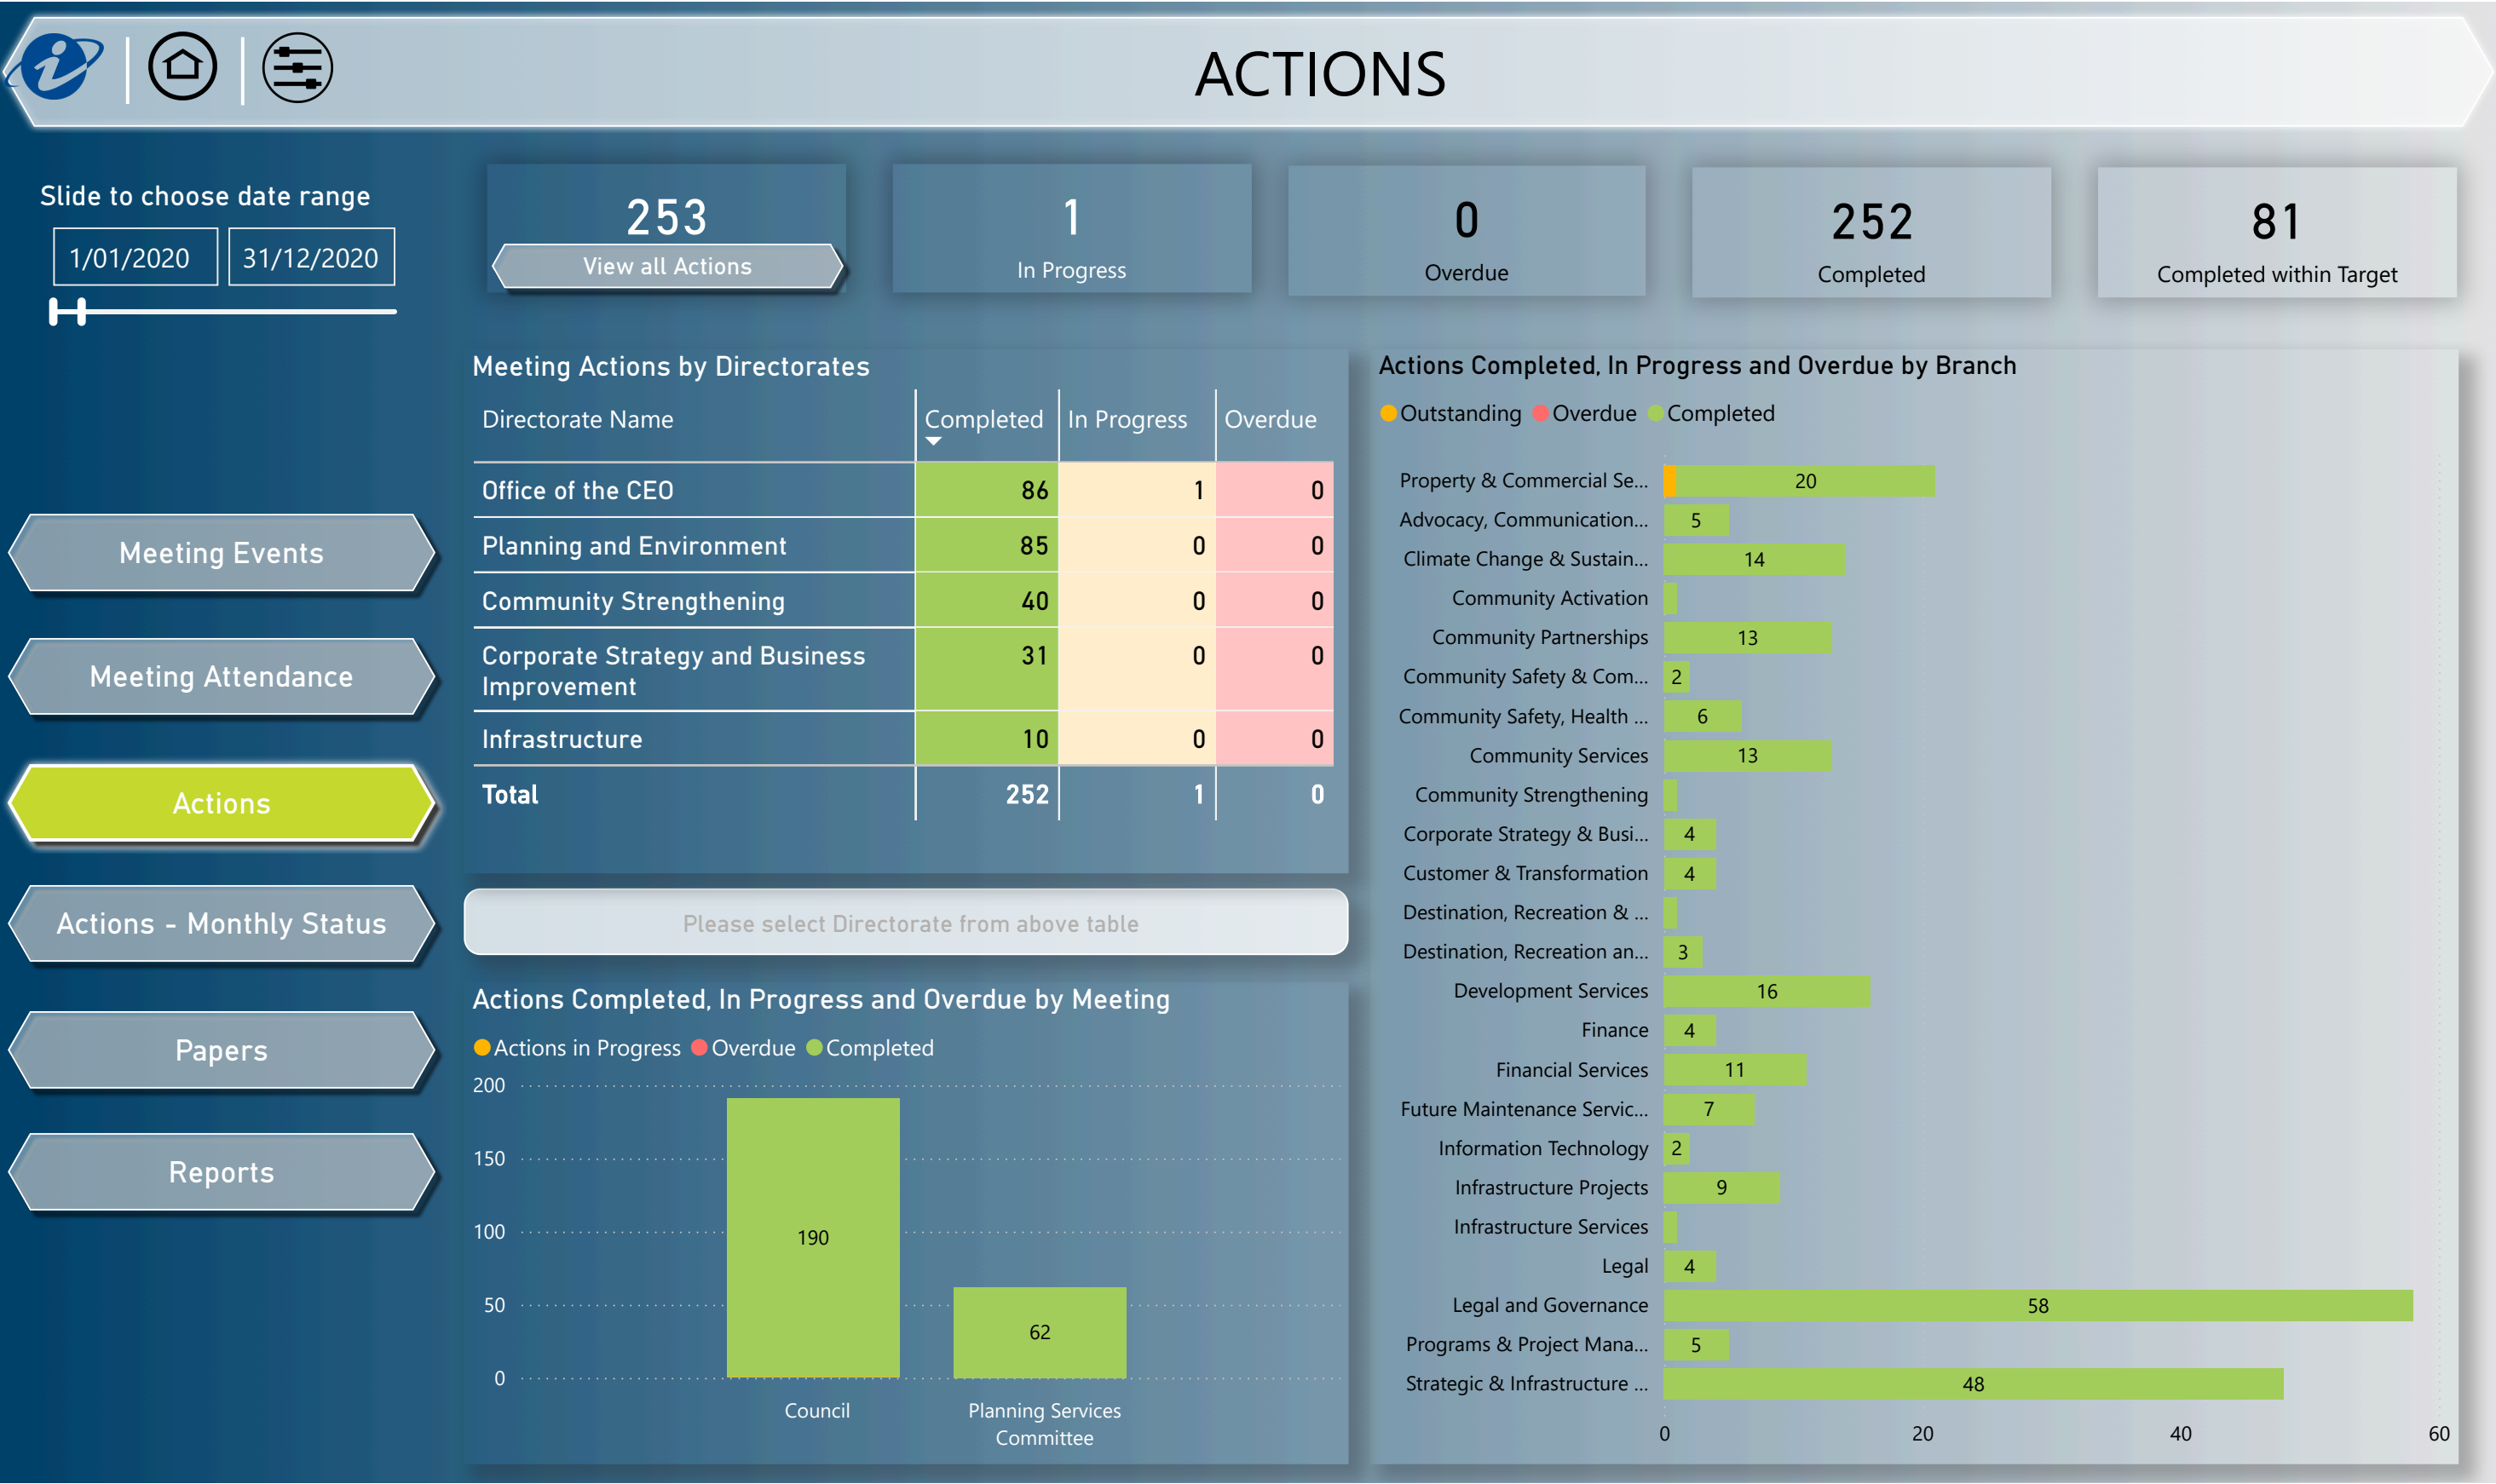 ACTIONS
Slide to choose date range
1/01/2020
31/12/2020
253
View all Actions
1
In Progress
0
Overdue
252
Completed
81
Completed within Target
Meeting Events
Meeting Attendance
Actions
Actions - Monthly Status
Papers
Reports
Meeting Actions by Directorates
Directorate Name Completed In Progress Overdue
Office of the CEO 86 1 0
Planning and Environment 85 0 0
Community Strengthening 40 0 0
Corporate Strategy and Business 31 0 0
Improvement
Infrastructure 10 0 0
Total 252 1 0
Please select Directorate from above table
Actions Completed, In Progress and Overdue by Meeting
Actions in Progress Overdue Completed
200
150
100
50
0
190
62
Council
Planning Services
Committee
Actions Completed, In Progress and Overdue by Branch
Outstanding Overdue Completed
Property & Commercial Se... 20
Advocacy, Communication... 5
Climate Change & Sustain... 14
Community Activation
Community Partnerships 13
Community Safety & Com... 2
Community Safety, Health ... 6
Community Services 13
Community Strengthening
Corporate Strategy & Busi... 4
Customer & Transformation 4
Destination, Recreation & ...
Destination, Recreation an... 3
Development Services 16
Finance 4
Financial Services 11
Future Maintenance Servic... 7
Information Technology 2
Infrastructure Projects 9
Infrastructure Services
Legal 4
Legal and Governance 58
Programs & Project Mana... 5
Strategic & Infrastructure ... 48
0 20 40 60